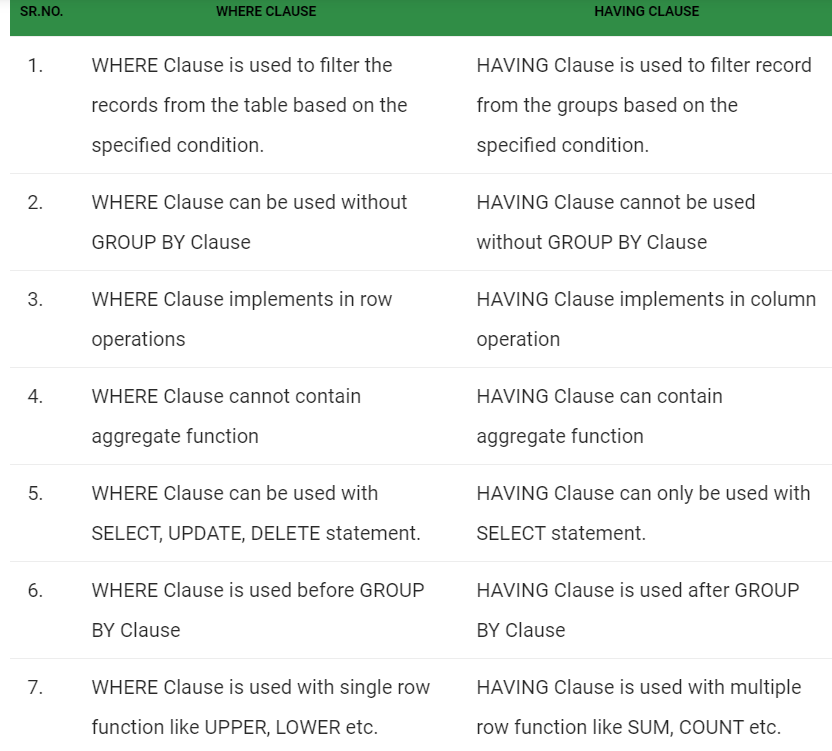 SR.NO. WHERE CLAUSE HAVING CLAUSE
1. WHERE Clause is used to filter the HAVING Clause is used to filter record
records from the table based on the from the groups based on the
specified condition. specified condition.
2. WHERE Clause can be used without HAVING Clause cannot be used
GROUP BY Clause without GROUP BY Clause
3. WHERE Clause implements in row HAVING Clause implements in column
operations operation
4. WHERE Clause cannot contain HAVING Clause can contain
aggregate function aggregate function
5. WHERE Clause can be used with HAVING Clause can only be used with
SELECT, UPDATE, DELETE statement. SELECT statement.
6. WHERE Clause is used before GROUP HAVING Clause is used after GROUP
BY Clause BY Clause
7. WHERE Clause is used with single row HAVING Clause is used with multiple
function like UPPER, LOWER etc. row function like SUM, COUNT etc.